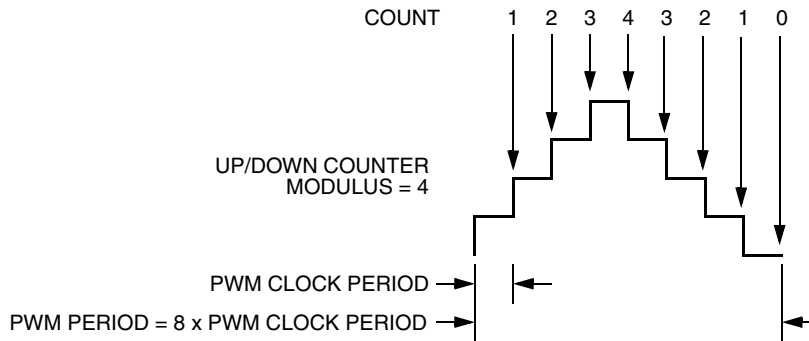 COUNT 1 2 3 4 3 2 1 0
UP/DOWN COUNTER
MODULUS = 4
PWM CLOCK PERIOD
PWM PERIOD = 8 x PWM CLOCK PERIOD